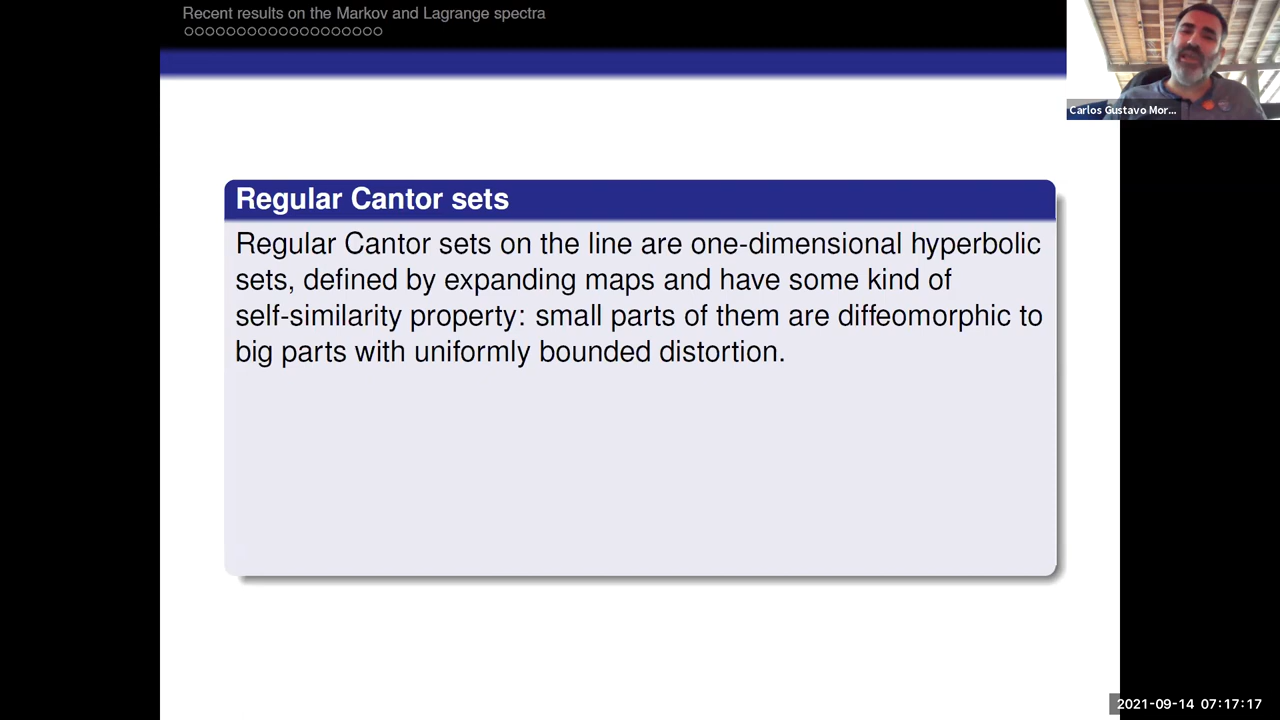 Recent results on the Markov and Lagrange spectra
Carlos Gustavo Mor...
Regular Cantor sets
Regular Cantor sets on the line are one-dimensional hyperbolic
sets, defined by expanding maps and have some kind of
self-similarity property: small parts of them are diffeomorphic to
big parts with uniformly bounded distortion.
2021-09-14 07:17:17